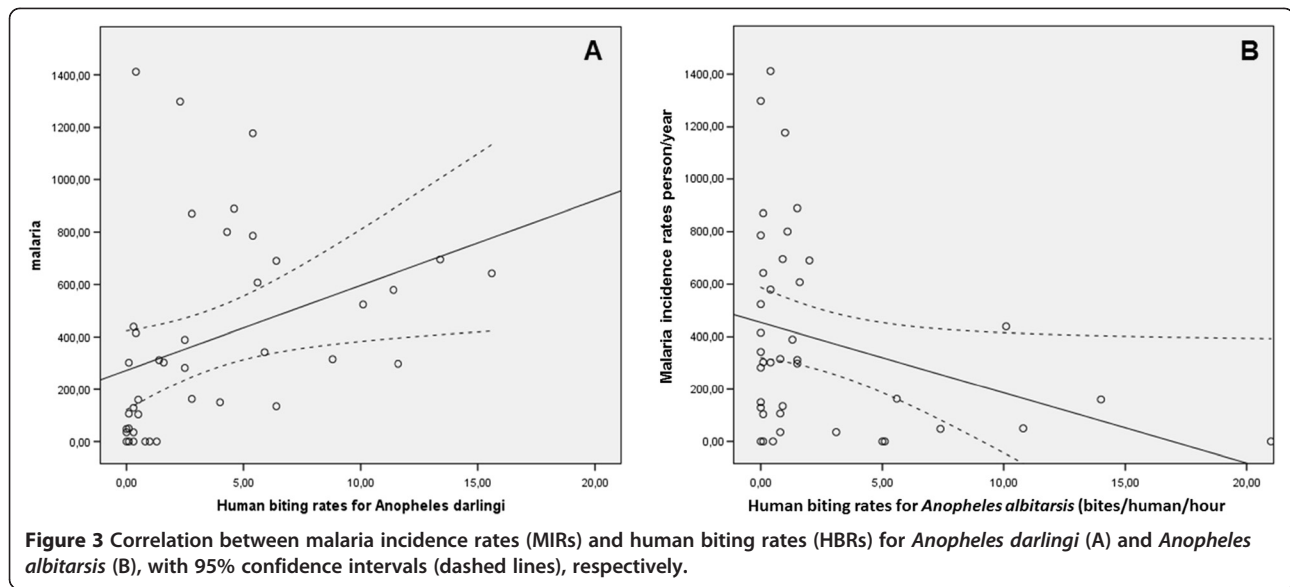 A
malaria
1400,00
1200,00
1000,00
800,00
600,00
400,00
200,00
0,00
0,00 5,00 10,00 15,00 20,00
Human biting rates for Anopheles darlingi
B
Malaria incidence rates person/year
1400,00
1200,00
1000,00
800,00
600,00
400,00
200,00
0,00
0,00 5,00 10,00 15,00 20,00
Human biting rates for Anopheles albitarsis (bites/human/hour
Figure 3 Correlation between malaria incidence rates (MIRs) and human biting rates (HBRs) for Anopheles darlingi (A) and Anopheles
albitarsis (B), with 95% confidence intervals (dashed lines), respectively.